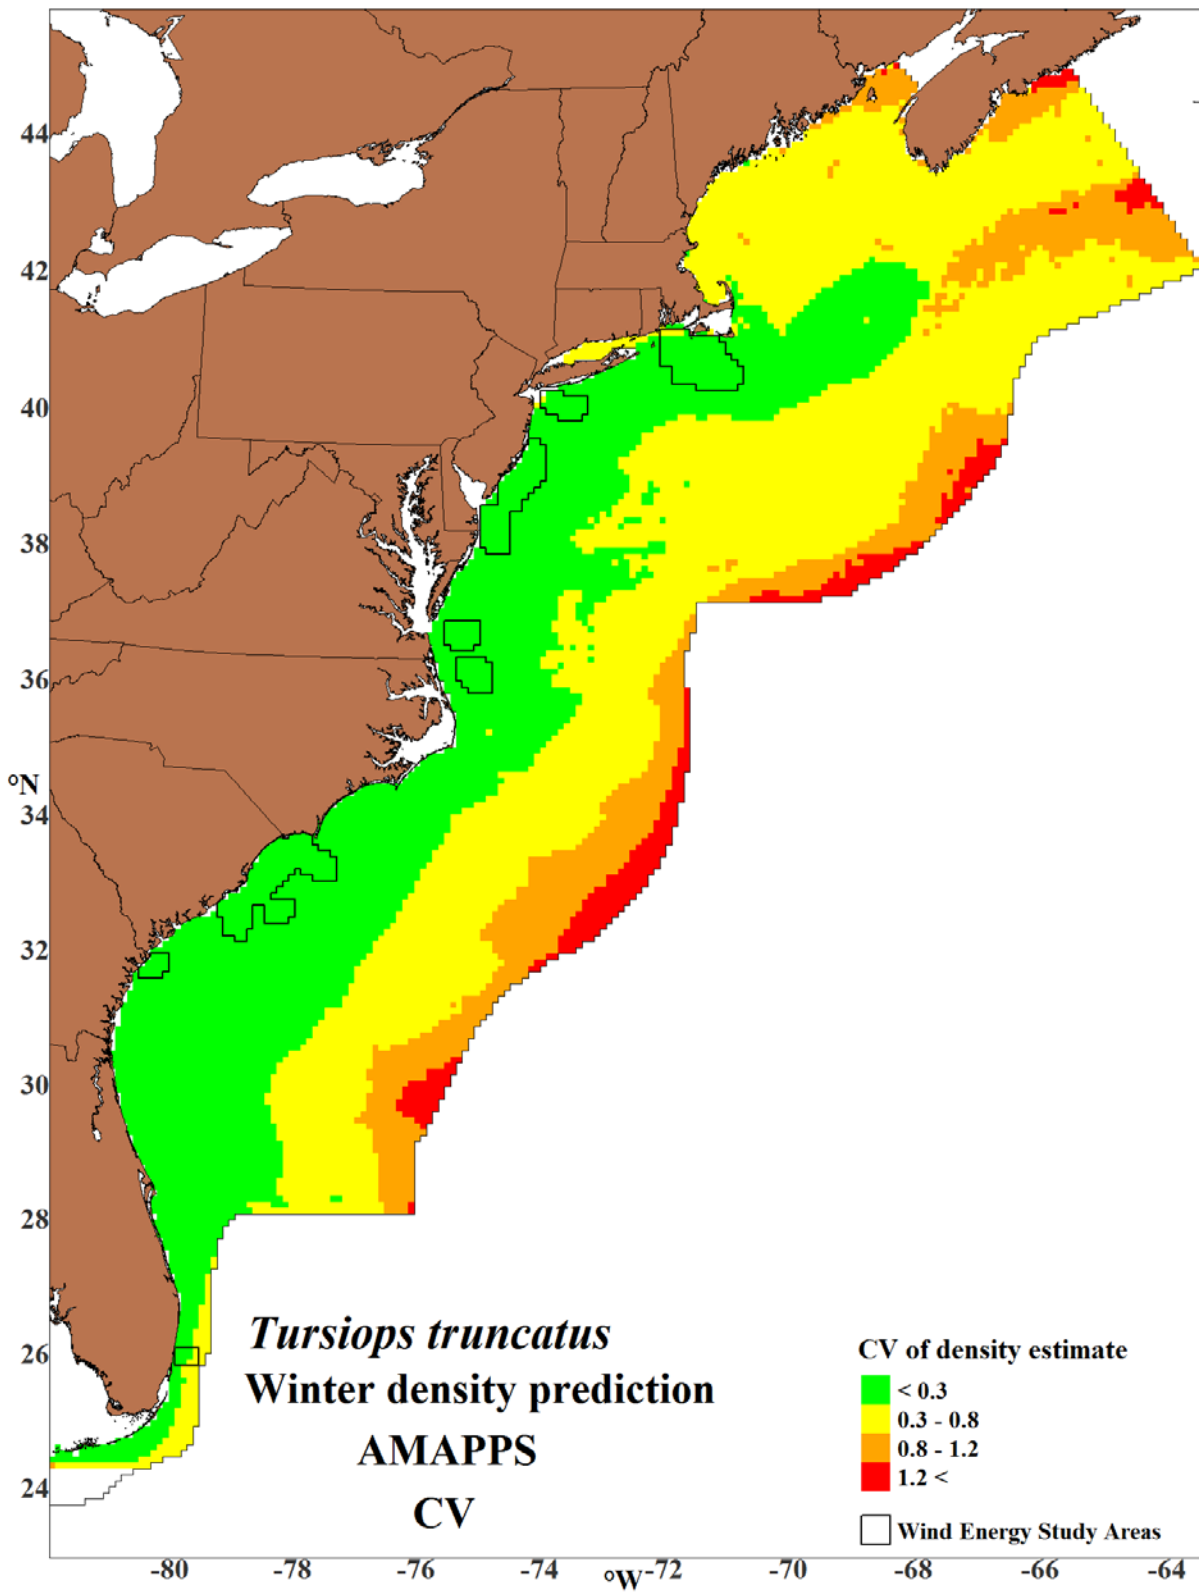 44
42
40
38
36
°N
34
32
30
28
26
24
Tursiops truncatus
Winter density prediction
AMAPPS
CV
CV of density estimate
< 0.3
0.3 - 0.8
0.8 - 1.2
1.2 <
Wind Energy Study Areas
-80 -78 -76 -74 -72 -70 -68 -66 -64
°W